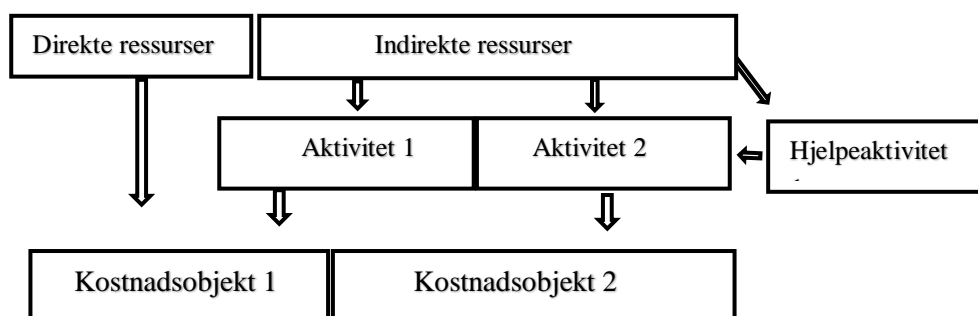 Direkte ressurser
Indirekte ressurser
Aktivitet 1
Aktivitet 2
Hjelpeaktivitet
Kostnadsobjekt 1
Kostnadsobjekt 2